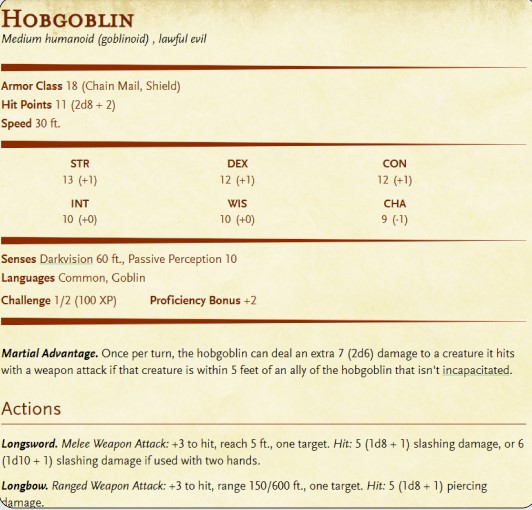 Hobgoblin
Medium humanoid (goblinoid) , lawful evil
Armor Class 18 (Chain Mail, Shield)
Hit Points 11 (2d8 + 2)
Speed 30 ft.
STR DEX CON
13 (+1) 12 (+1) 12 (+1)
INT WIS CHA
10 (+0) 10 (+0) 9 (-1)
Senses Darkvision 60 ft., Passive Perception 10
Languages Common, Goblin
Challenge 1/2 (100 XP) Proficiency Bonus +2
Martial Advantage. Once per turn, the hobgoblin can deal an extra 7 (2d6) damage to a creature it hits
with a weapon attack if that creature is within 5 feet of an ally of the hobgoblin that isn't incapacitated.
Actions
Longsword. Melee Weapon Attack: +3 to hit, reach 5 ft., one target. Hit: 5 (1d8 + 1) slashing damage, or 6
(1d10 + 1) slashing damage if used with two hands.
Longbow. Ranged Weapon Attack: +3 to hit, range 150/600 ft., one target. Hit: 5 (1d8 + 1) piercing
damage.